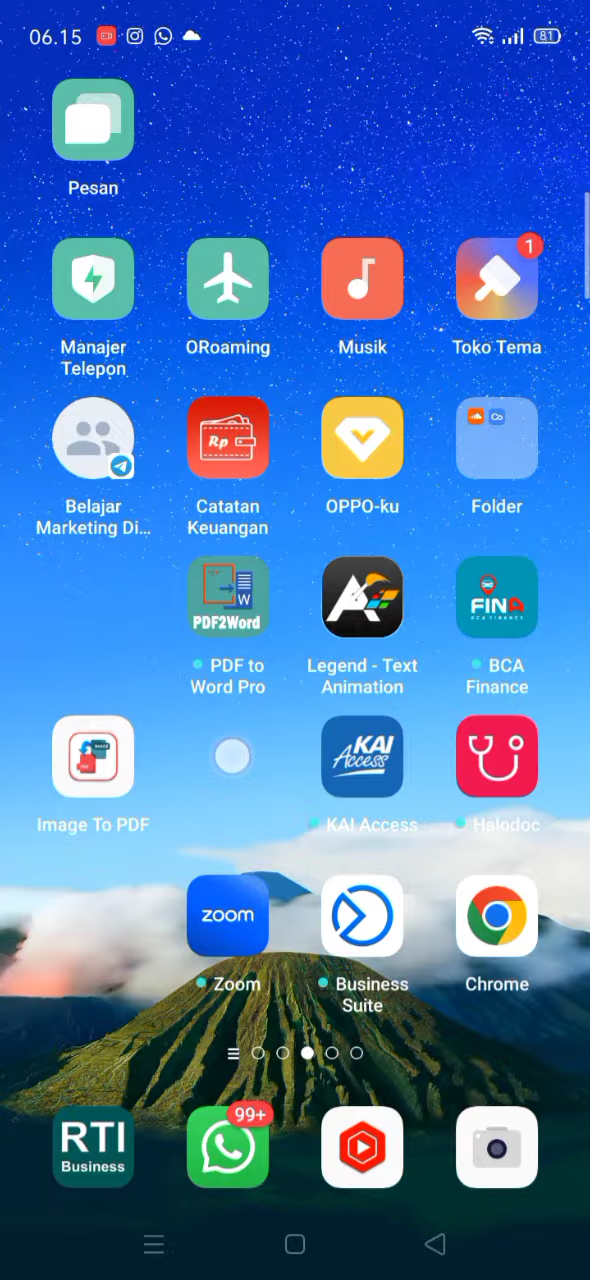 06.15
81
Pesan
1
Manajer
Telepon
ORoaming
Musik
Toko Tema
Rp
Co
Belajar
Marketing Di...
Catatan
Keuangan
OPPO-ku
Folder
W
PDF2Word
FINA
BCA FINANCE
PDF to
Word Pro
Legend - Text
Animation
BCA
Finance
KAI
Access
Image To PDF
KAI Access
Halodoc
zoom
Zoom
Business
Suite
Chrome
RTI
Business
99+